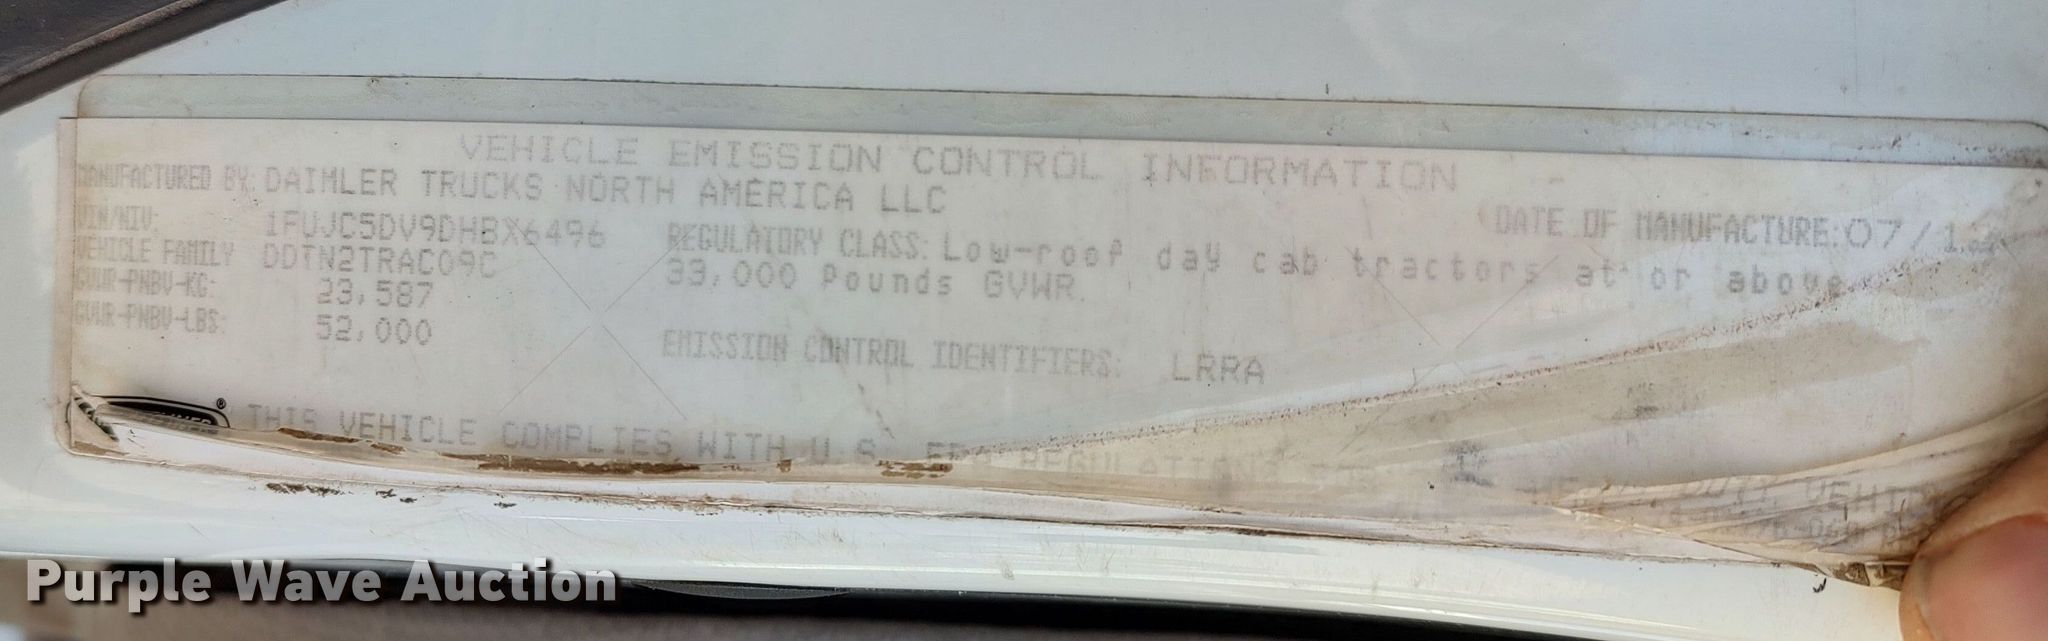 VEHICLE EMISSION CONTROL INFORMATION
MANUFACTURED BY: DAIMLER TRUCKS NORTH AMERICA LLC
VIN/NIV: 1FUJC5DV9DHBX6496
DATE OF MANUFACTURE: 07/1
VEHICLE FAMILY DDTN2TRAC09C
REGULATORY CLASS: Low-roof day cab tractors at or above
33,000 Pounds GVWR
GVWR-PNBV-KG: 23,587
GVWR-PNBV-LBS: 52,000
EMISSION CONTROL IDENTIFIERS: LRRA
THIS VEHICLE COMPLIES WITH U.S. REGULATIONS
Purple Wave Auction